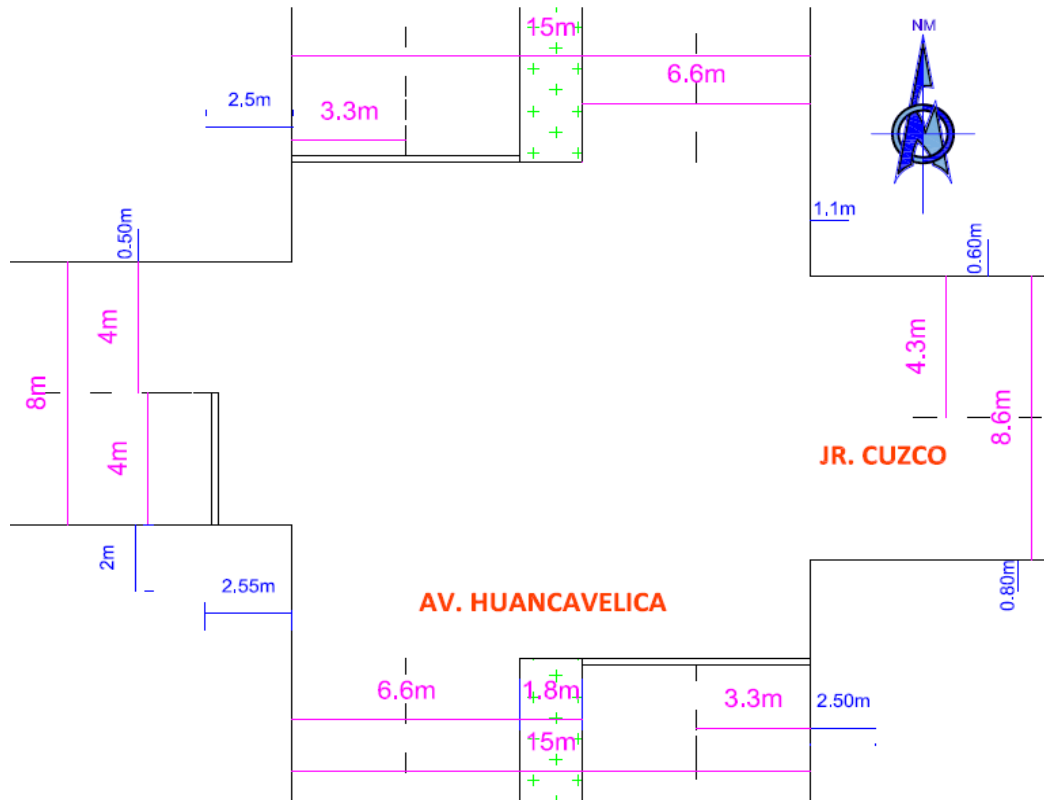 15m
NM
6.6m
2,5m
3.3m
1,1m
0.50m
0.60m
4m
4.3m
8m
8.6m
4m
JR. CUZCO
2m
2,55m
0.80m
AV. HUANCAVELICA
6.6m
1.8m
3.3m
2.50m
15m